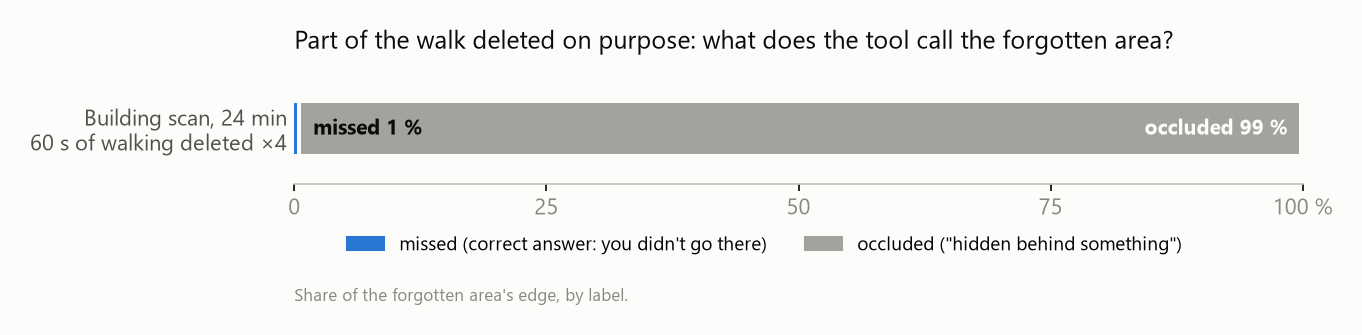 Part of the walk deleted on purpose: what does the tool call the forgotten area?
Building scan, 24 min
60 s of walking deleted ×4
missed 1 %
occluded 99 %
0
25
50
75
100 %
missed (correct answer: you didn't go there)
occluded ("hidden behind something")
Share of the forgotten area's edge, by label.